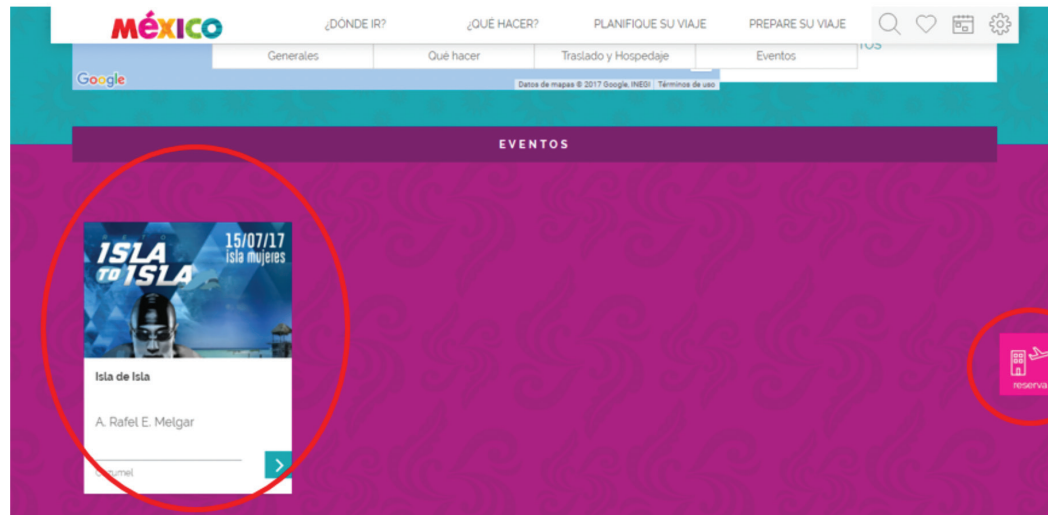 MÉXICO
¿DÓNDE IR? ¿QUÉ HACER? PLANIFIQUE SU VIAJE PREPARE SU VIAJE
Generales Qué hacer Traslado y Hospedaje Eventos
Google
Datos de mapas © 2017 Google, INEGI Términos de uso
EVENTOS
15/07/17
isla mujeres
ISLA
TO ISLA
Isla de Isla
A. Rafel E. Melgar
reserva